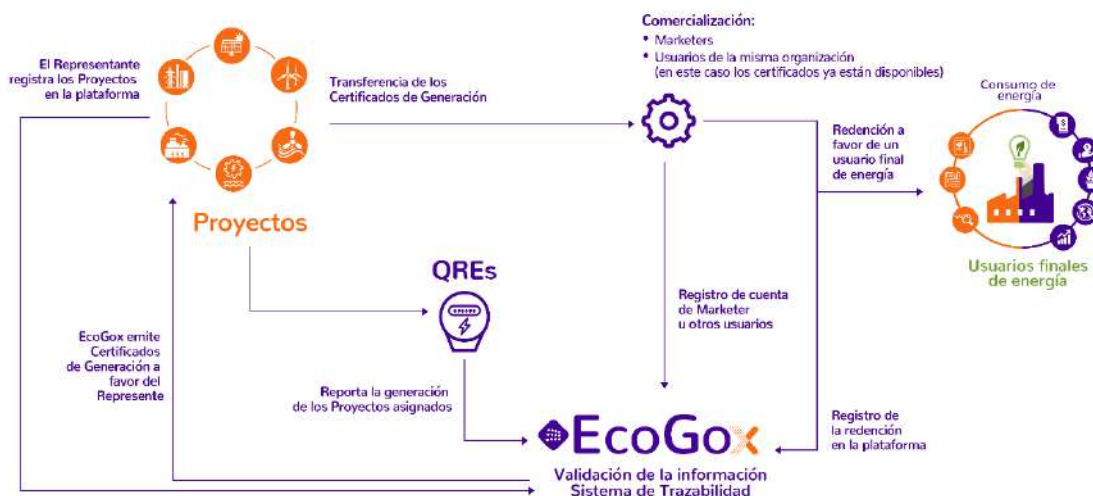 Comercialización:
• Marketers
• Usuarios de la misma organización
(en este caso los certificados ya están disponibles)
El Representante
registra los Proyectos
en la plataforma
Transferencia de los
Certificados de Generación
Consumo de
energía
Redención a
favor de un
usuario final
de energía
Proyectos
QREs
Usuarios finales
de energía
Registro de cuenta
de Marketer
u otros usuarios
EcoGox emite
Certificados
de Generación a
favor del
Represente
Reporta la generación
de los Proyectos asignados
EcoGox
Registro de
la redención
en la plataforma
Validación de la información
Sistema de Trazabilidad